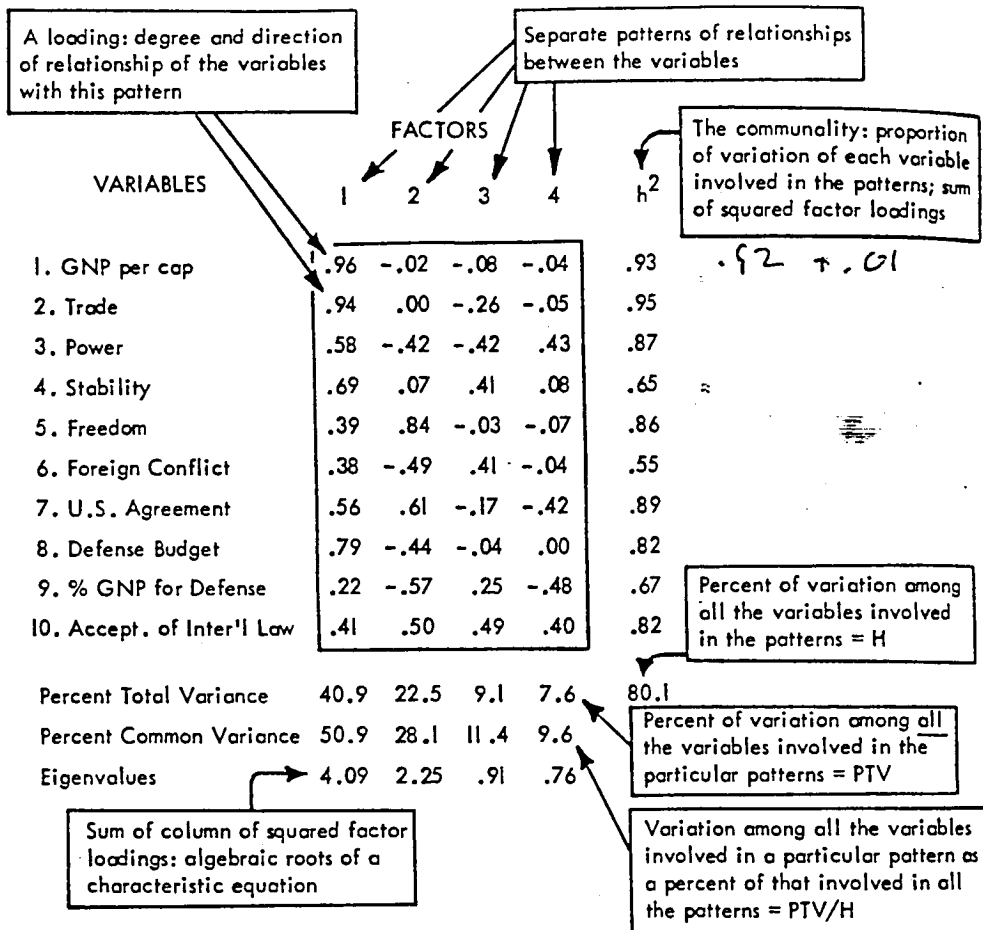 A loading: degree and direction
of relationship of the variables
with this pattern
Separate patterns of relationships
between the variables
FACTORS
The communality: proportion
of variation of each variable
involved in the patterns; sum
of squared factor loadings
VARIABLES 1 2 3 4 h²
1. GNP per cap .96 -.02 -.08 -.04 .93 .92 + .01
2. Trade .94 .00 -.26 -.05 .95
3. Power .58 -.42 -.42 .43 .87
4. Stability .69 .07 .41 .08 .65
5. Freedom .39 .84 -.03 -.07 .86
6. Foreign Conflict .38 -.49 .41 -.04 .55
7. U.S. Agreement .56 .61 -.17 -.42 .89
8. Defense Budget .79 -.44 -.04 .00 .82
9. % GNP for Defense .22 -.57 .25 -.48 .67
10. Accept. of Inter'l Law .41 .50 .49 .40 .82
Percent of variation among
all the variables involved
in the patterns = H
Percent Total Variance 40.9 22.5 9.1 7.6 80.1
Percent Common Variance 50.9 28.1 11.4 9.6
Eigenvalues 4.09 2.25 .91 .76
Percent of variation among all
the variables involved in the
particular patterns = PTV
Sum of column of squared factor
loadings: algebraic roots of a
characteristic equation
Variation among all the variables
involved in a particular pattern as
a percent of that involved in all
the patterns = PTV/H